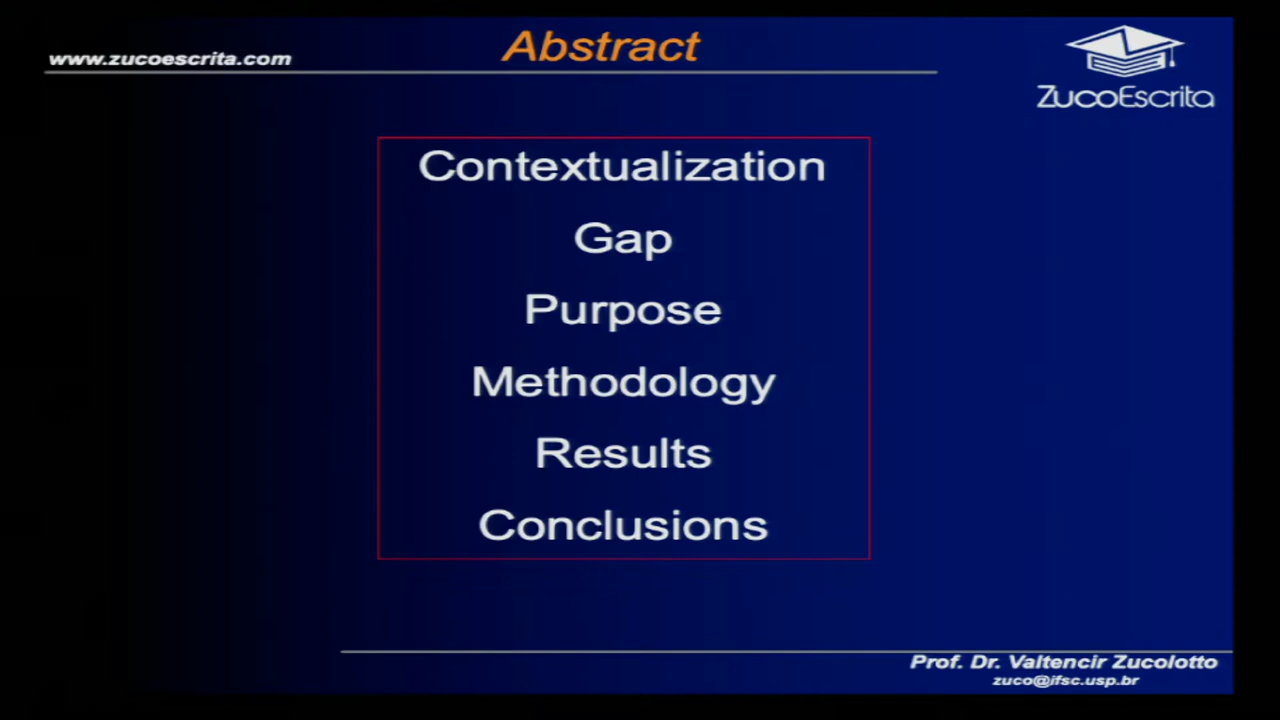 www.zucoescrita.com
Abstract
ZucoEscrita
Contextualization
Gap
Purpose
Methodology
Results
Conclusions
Prof. Dr. Valtencir Zucolotto
zuco@ifsc.usp.br